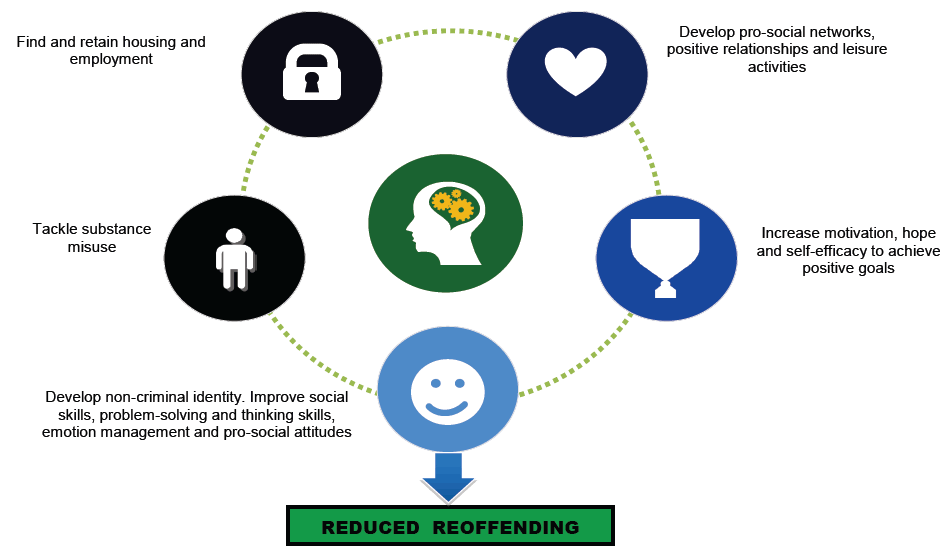 Find and retain housing and
employment
Develop pro-social networks,
positive relationships and leisure
activities
Tackle substance
misuse
Increase motivation, hope
and self-efficacy to achieve
positive goals
Develop non-criminal identity. Improve social
skills, problem-solving and thinking skills,
emotion management and pro-social attitudes
REDUCED REOFFENDING